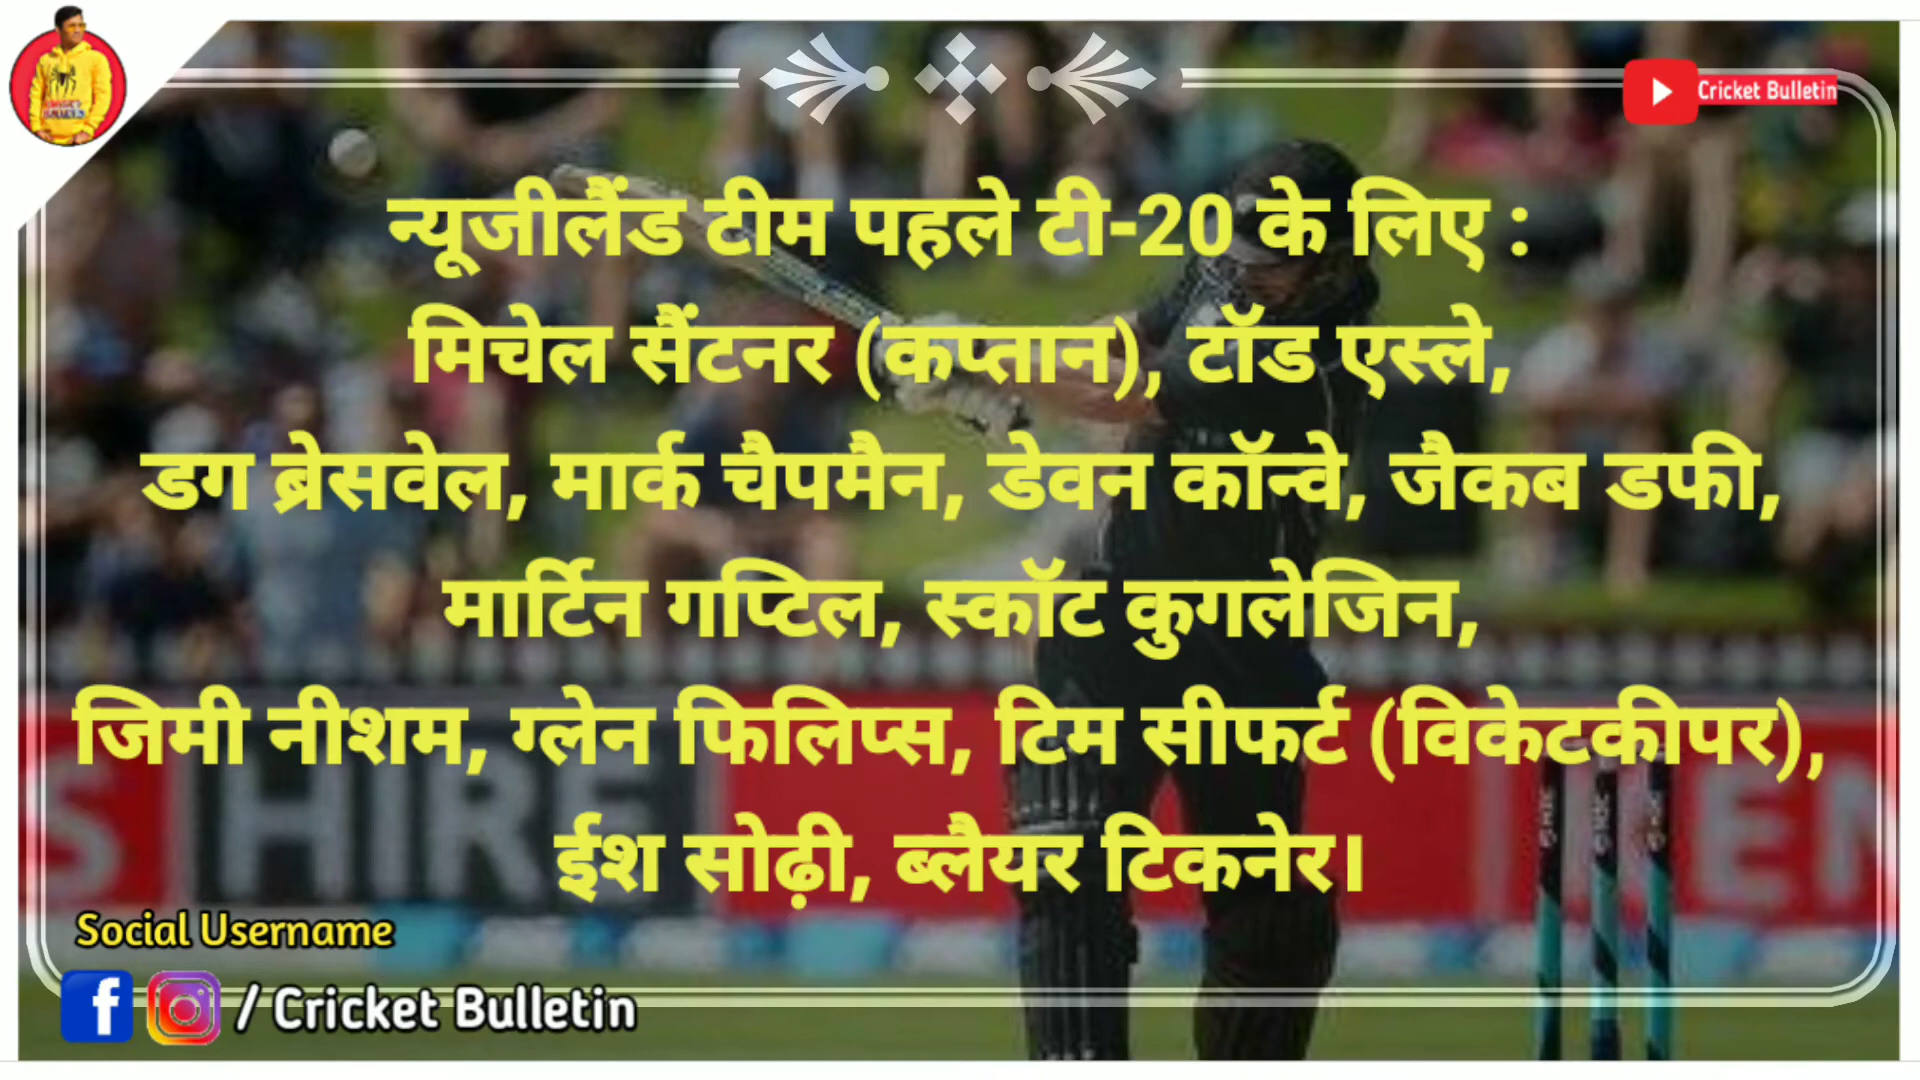 Cricket Bulletin
न्यूजीलैंड टीम पहले टी-20 के लिए :
मिचेल सैंटनर (कप्तान), टॉड एस्ले,
डग ब्रेसवेल, मार्क चैपमैन, डेवन कॉन्वे, जैकब डफी,
मार्टिन गप्टिल, स्कॉट कुगलेजिन,
जिमी नीशम, ग्लेन फिलिप्स, टिम सीफर्ट (विकेटकीपर),
ईश सोढ़ी, ब्लैयर टिकनेर।
HIRE
Social Username
/ Cricket Bulletin